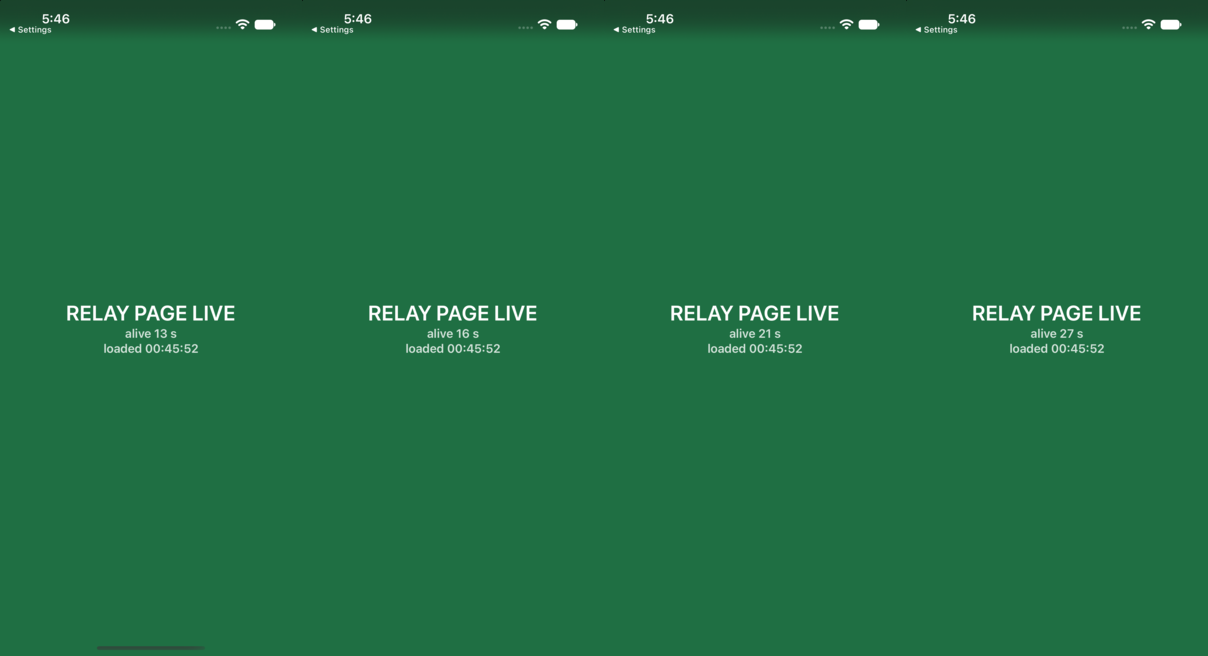 5:46
◀ Settings
RELAY PAGE LIVE
alive 13 s
loaded 00:45:52
5:46
◀ Settings
RELAY PAGE LIVE
alive 16 s
loaded 00:45:52
5:46
◀ Settings
RELAY PAGE LIVE
alive 21 s
loaded 00:45:52
5:46
◀ Settings
RELAY PAGE LIVE
alive 27 s
loaded 00:45:52